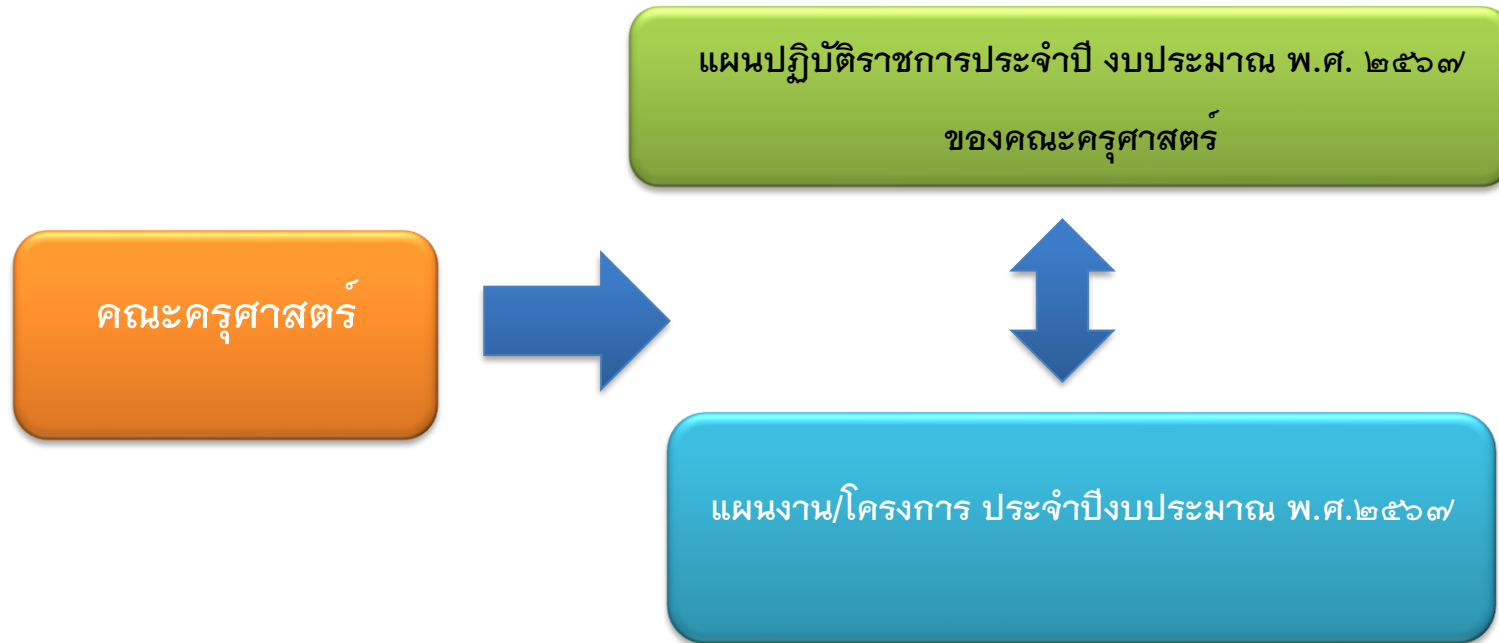 แผนปฏิบัติราชการประจำปี งบประมาณ พ.ศ. ๒๕๖๗
ของคณะครุศาสตร์
คณะครุศาสตร์
แผนงาน/โครงการ ประจำปีงบประมาณ พ.ศ.๒๕๖๗